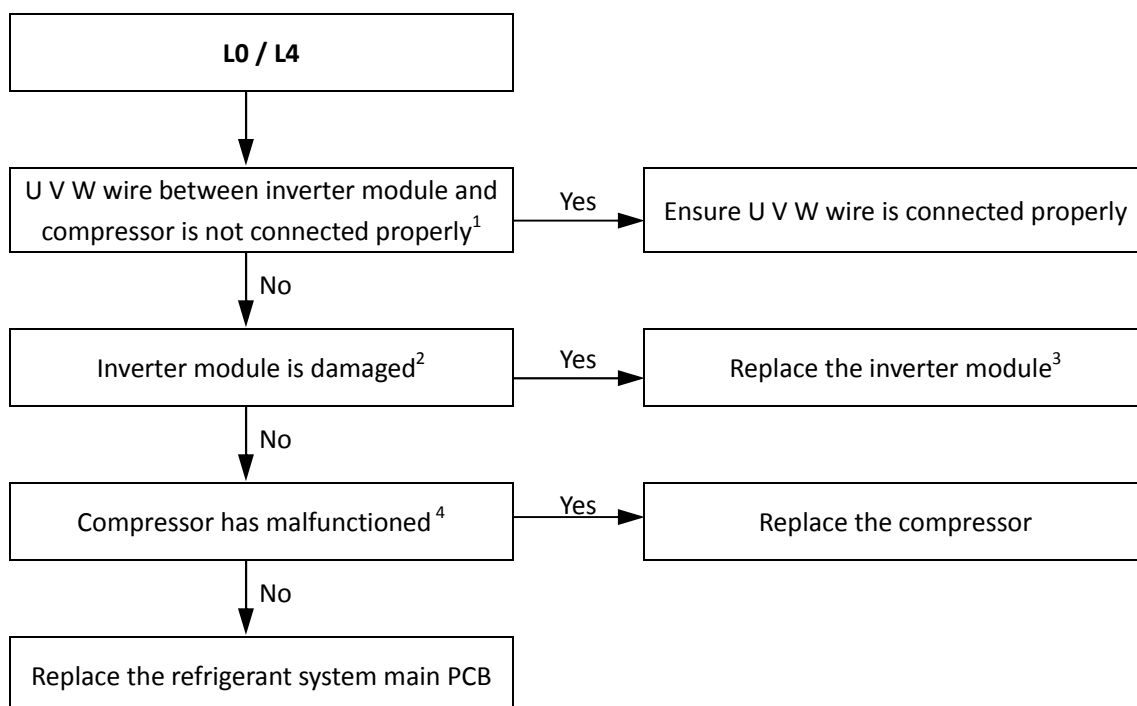 L0 / L4
U V W wire between inverter module and
compressor is not connected properly1
Yes
Ensure U V W wire is connected properly
No
Inverter module is damaged2
Yes
Replace the inverter module3
No
Compressor has malfunctioned 4
Yes
Replace the compressor
No
Replace the refrigerant system main PCB